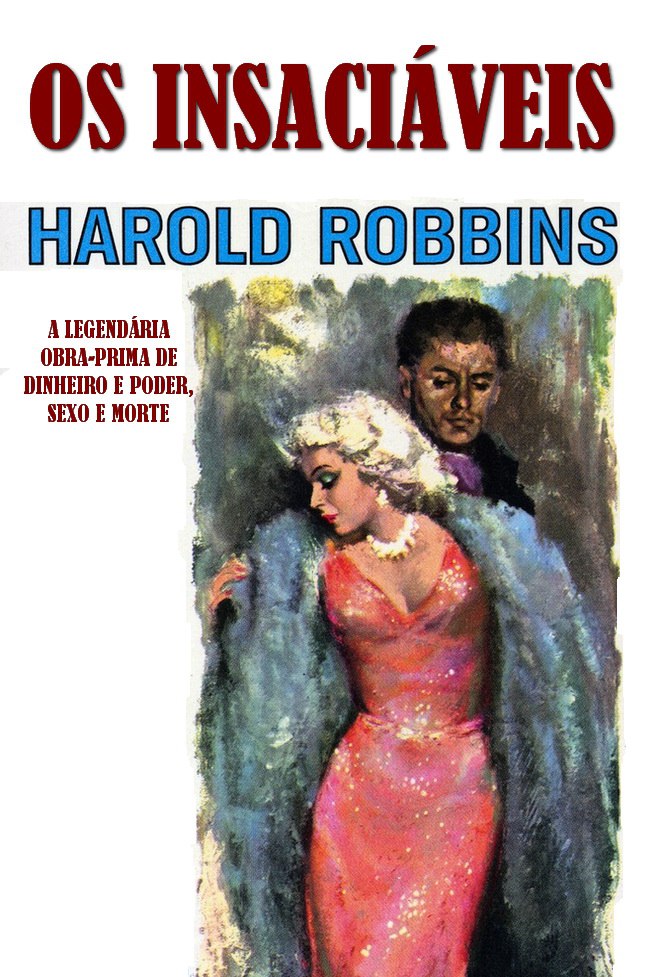 OS INSACIÁVEIS
HAROLD ROBBINS
A LEGENDÁRIA
OBRA-PRIMA DE
DINHEIRO E PODER,
SEXO E MORTE